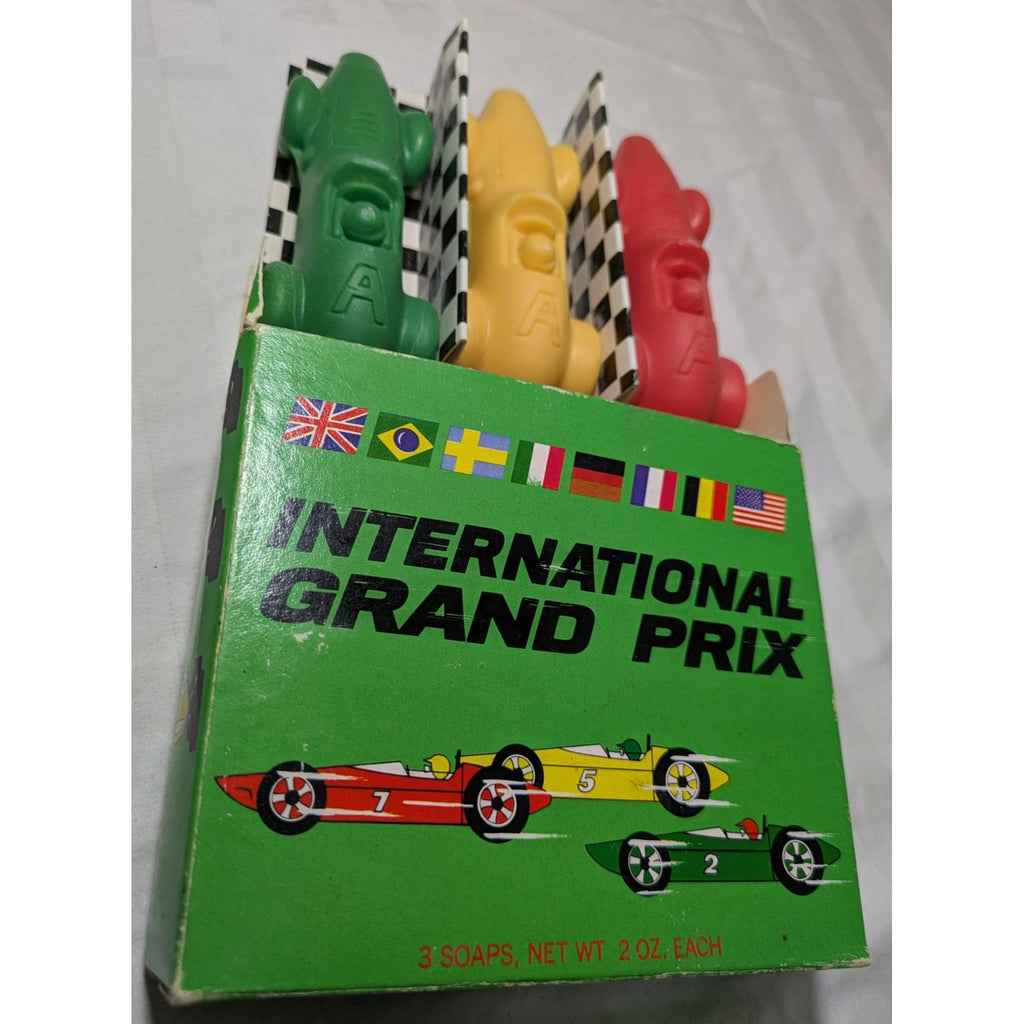 A
A
A
INTERNATIONAL
GRAND PRIX
7
5
2
3 SOAPS, NET WT 2 OZ. EACH